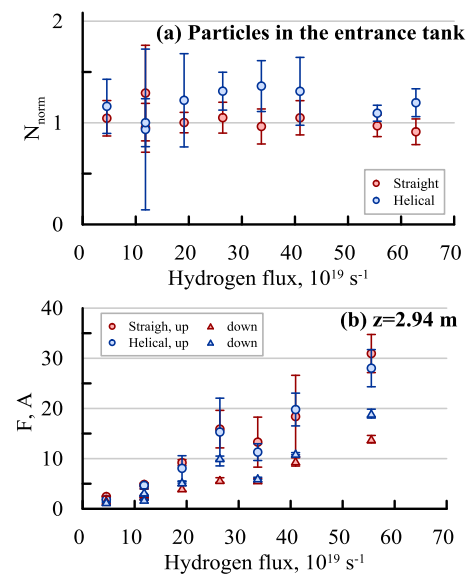 2
(a) Particles in the entrance tank
N_norm
1
Straight
Helical
0
0 10 20 30 40 50 60 70
Hydrogen flux, 10^19 s^-1
40
Straigh, up down
(b) z=2.94 m
Helical, up down
30
F, A
20
10
0
0 10 20 30 40 50 60 70
Hydrogen flux, 10^19 s^-1